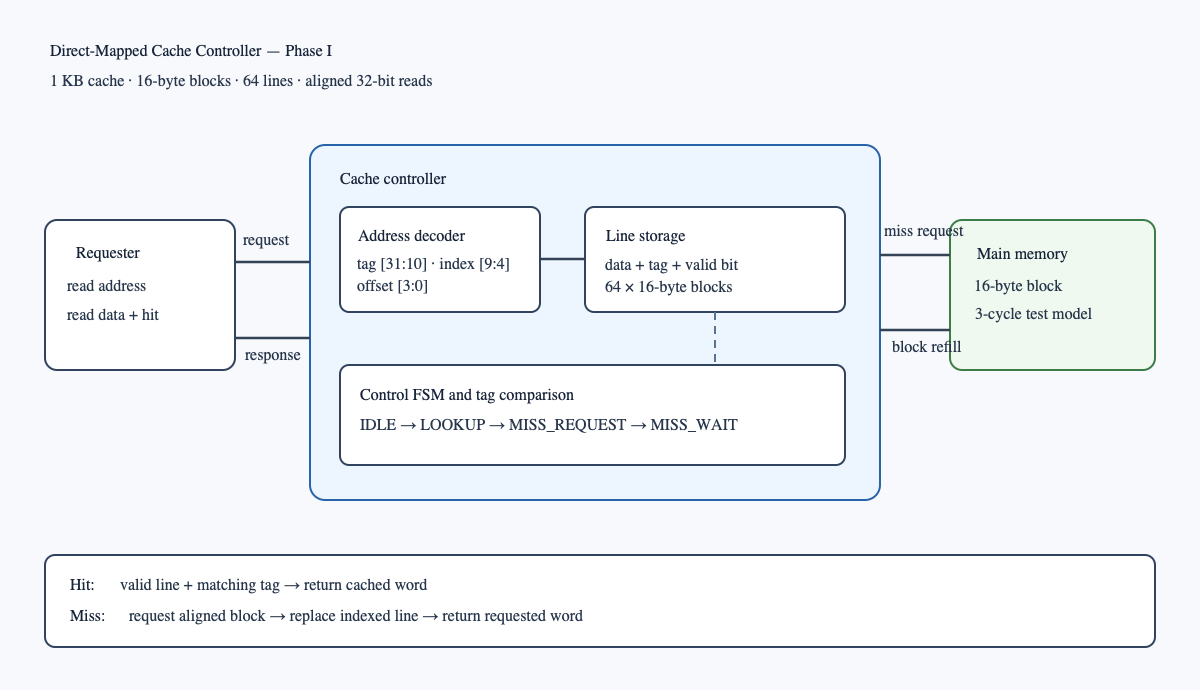 Direct-Mapped Cache Controller — Phase I
1 KB cache · 16-byte blocks · 64 lines · aligned 32-bit reads
Cache controller
Requester
read address
read data + hit
request
response
Address decoder
tag [31:10] · index [9:4]
offset [3:0]
Line storage
data + tag + valid bit
64 × 16-byte blocks
miss request
block refill
Main memory
16-byte block
3-cycle test model
Control FSM and tag comparison
IDLE → LOOKUP → MISS_REQUEST → MISS_WAIT
Hit: valid line + matching tag → return cached word
Miss: request aligned block → replace indexed line → return requested word